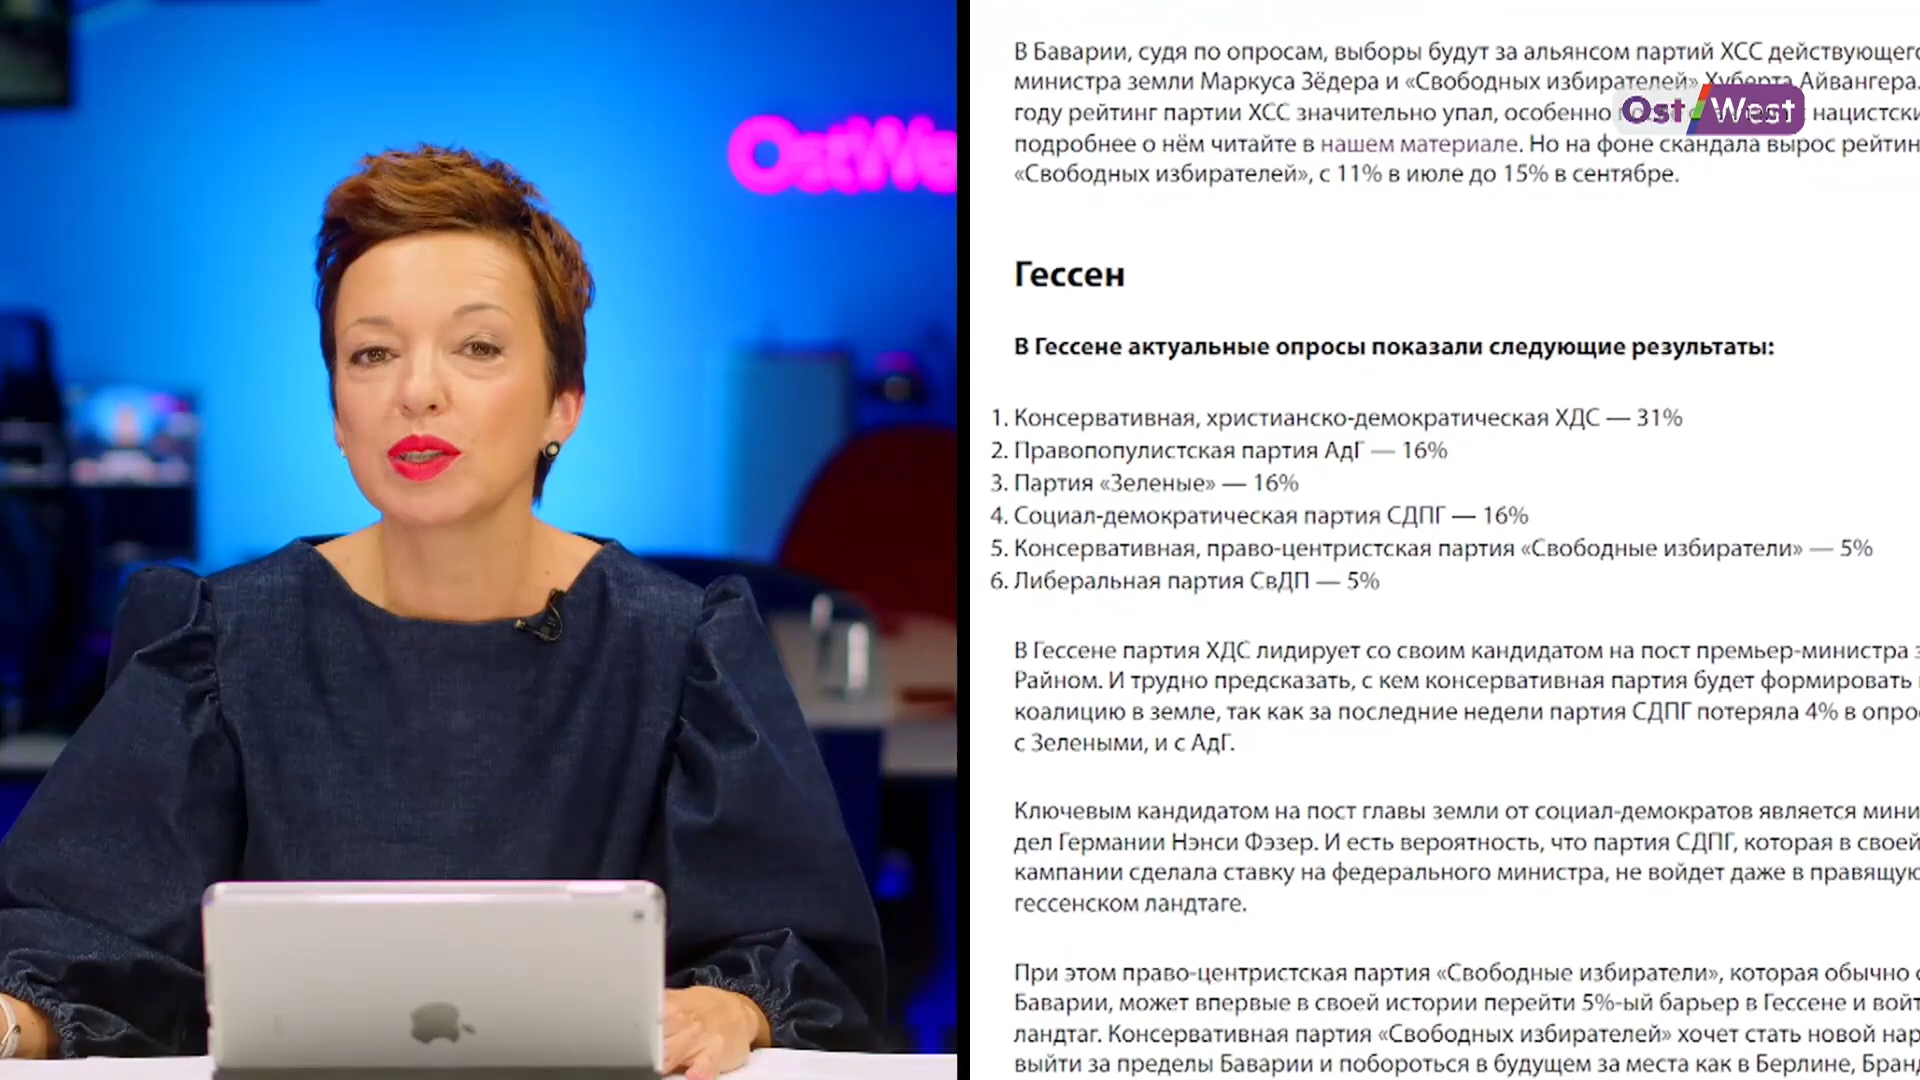 OstWe
В Баварии, судя по опросам, выборы будут за альянсом партий ХСС действующего
министра земли Маркуса Зёдера и «Свободных избирателей» Хуберта Айвангера.
году рейтинг партии ХСС значительно упал, особенно нацистски
Ost/West
подробнее о нём читайте в нашем материале. Но на фоне скандала вырос рейтин
«Свободных избирателей», с 11% в июле до 15% в сентябре.
Гессен
В Гессене актуальные опросы показали следующие результаты:
1. Консервативная, христианско-демократическая ХДС — 31%
2. Правопопулистская партия АдГ — 16%
3. Партия «Зеленые» — 16%
4. Социал-демократическая партия СДПГ — 16%
5. Консервативная, право-центристская партия «Свободные избиратели» — 5%
6. Либеральная партия СвДП — 5%
В Гессене партия ХДС лидирует со своим кандидатом на пост премьер-министра з
Райном. И трудно предсказать, с кем консервативная партия будет формировать
коалицию в земле, так как за последние недели партия СДПГ потеряла 4% в опро
с Зелеными, и с АдГ.
Ключевым кандидатом на пост главы земли от социал-демократов является мини
дел Германии Нэнси Фэзер. И есть вероятность, что партия СДПГ, которая в своей
кампании сделала ставку на федерального министра, не войдет даже в правящую
гессенском ландтаге.
При этом право-центристская партия «Свободные избиратели», которая обычно
Баварии, может впервые в своей истории перейти 5%-ый барьер в Гессене и войт
ландтаг. Консервативная партия «Свободных избирателей» хочет стать новой нар
выйти за пределы Баварии и побороться в будущем за места как в Берлине, Бран